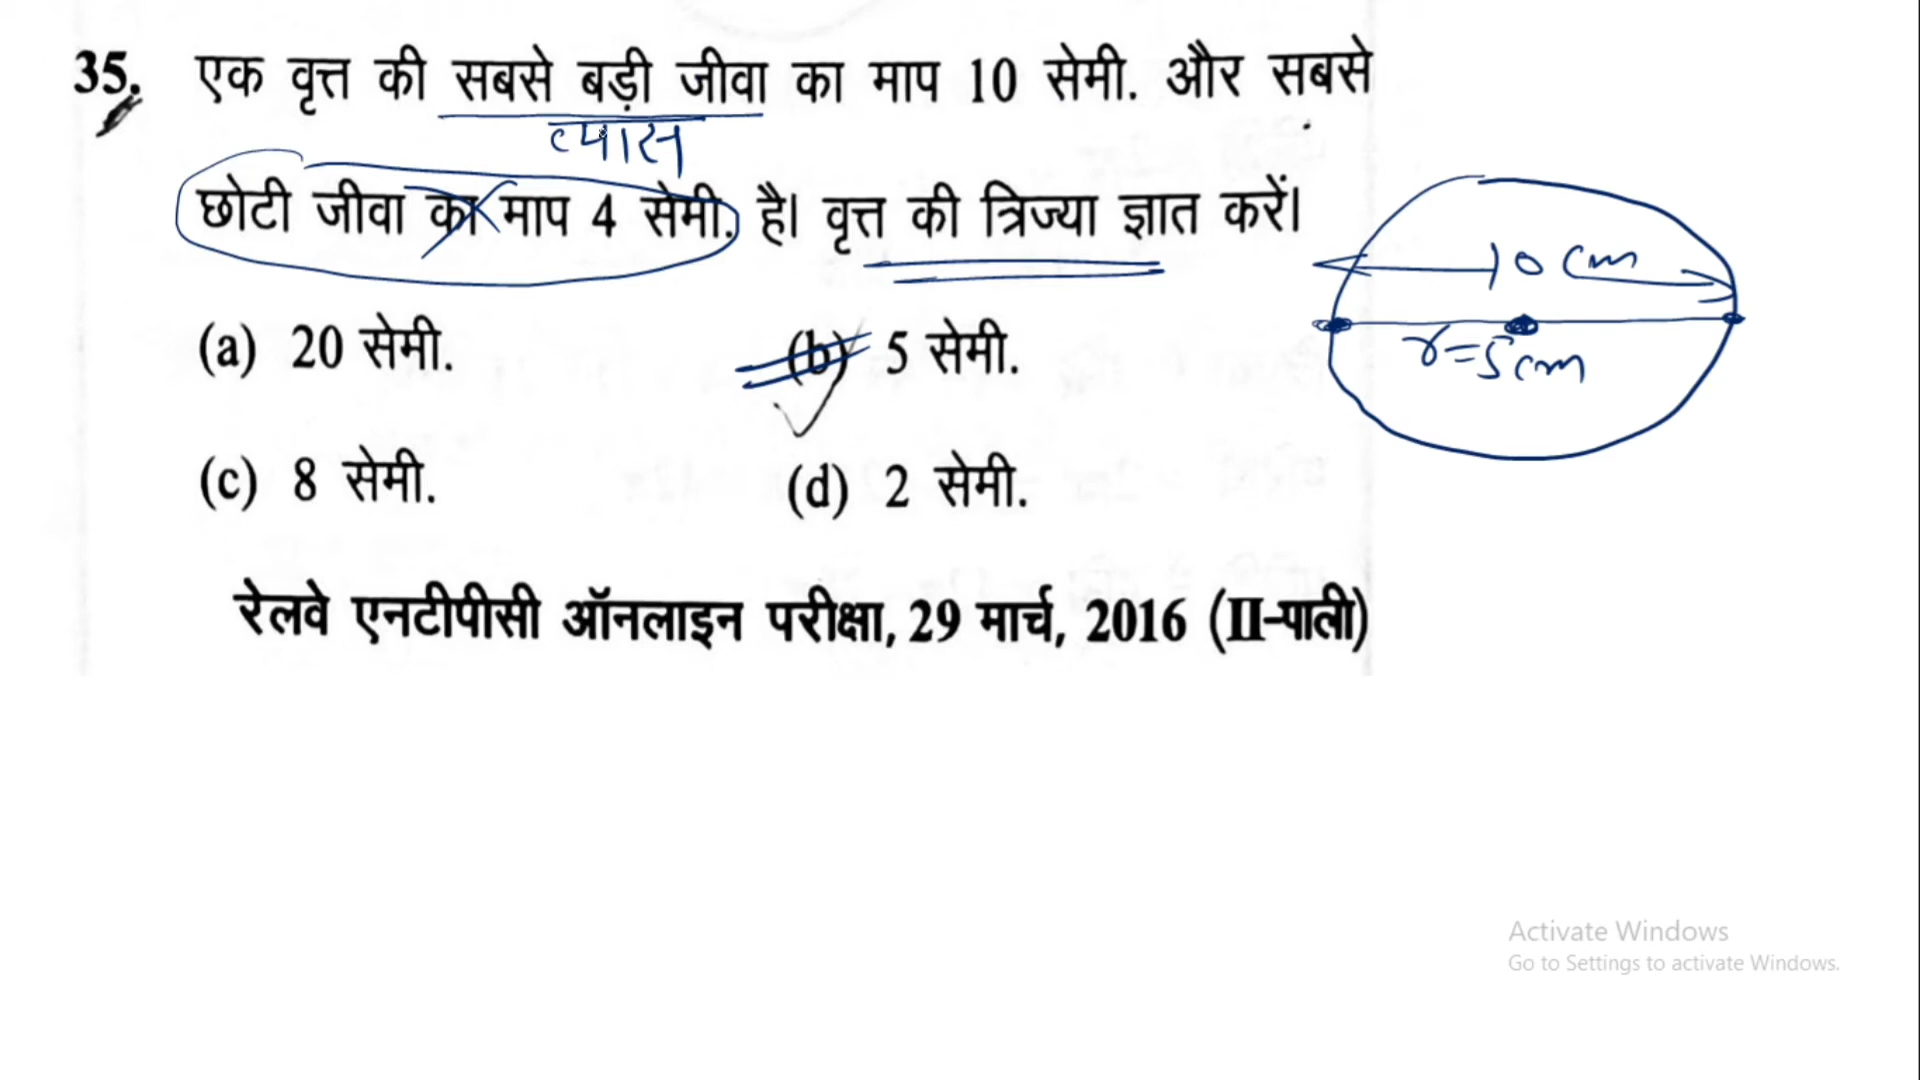 35. एक वृत्त की सबसे बड़ी जीवा का माप 10 सेमी. और सबसे
व्यास
छोटी जीवा का माप 4 सेमी. है। वृत्त की त्रिज्या ज्ञात करें।
10 cm
r=5cm
(a) 20 सेमी. (b) 5 सेमी.
(c) 8 सेमी. (d) 2 सेमी.
रेलवे एनटीपीसी ऑनलाइन परीक्षा, 29 मार्च, 2016 (II-पाली)
Activate Windows
Go to Settings to activate Windows.